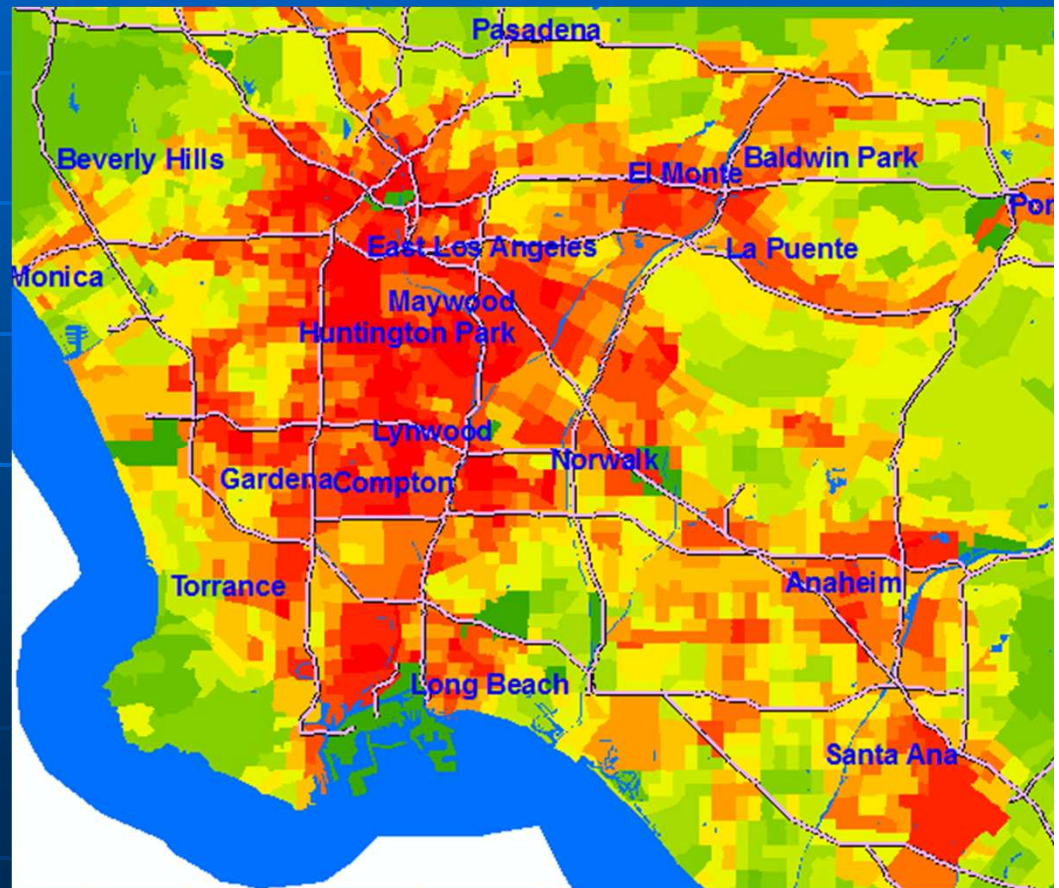 Pasadena
Beverly Hills
Baldwin Park
El Monte
Por
East Los Angeles
La Puente
Monica
Maywood
Huntington Park
Lynwood
Norwalk
Gardena
Compton
Torrance
Anaheim
Long Beach
Santa Ana